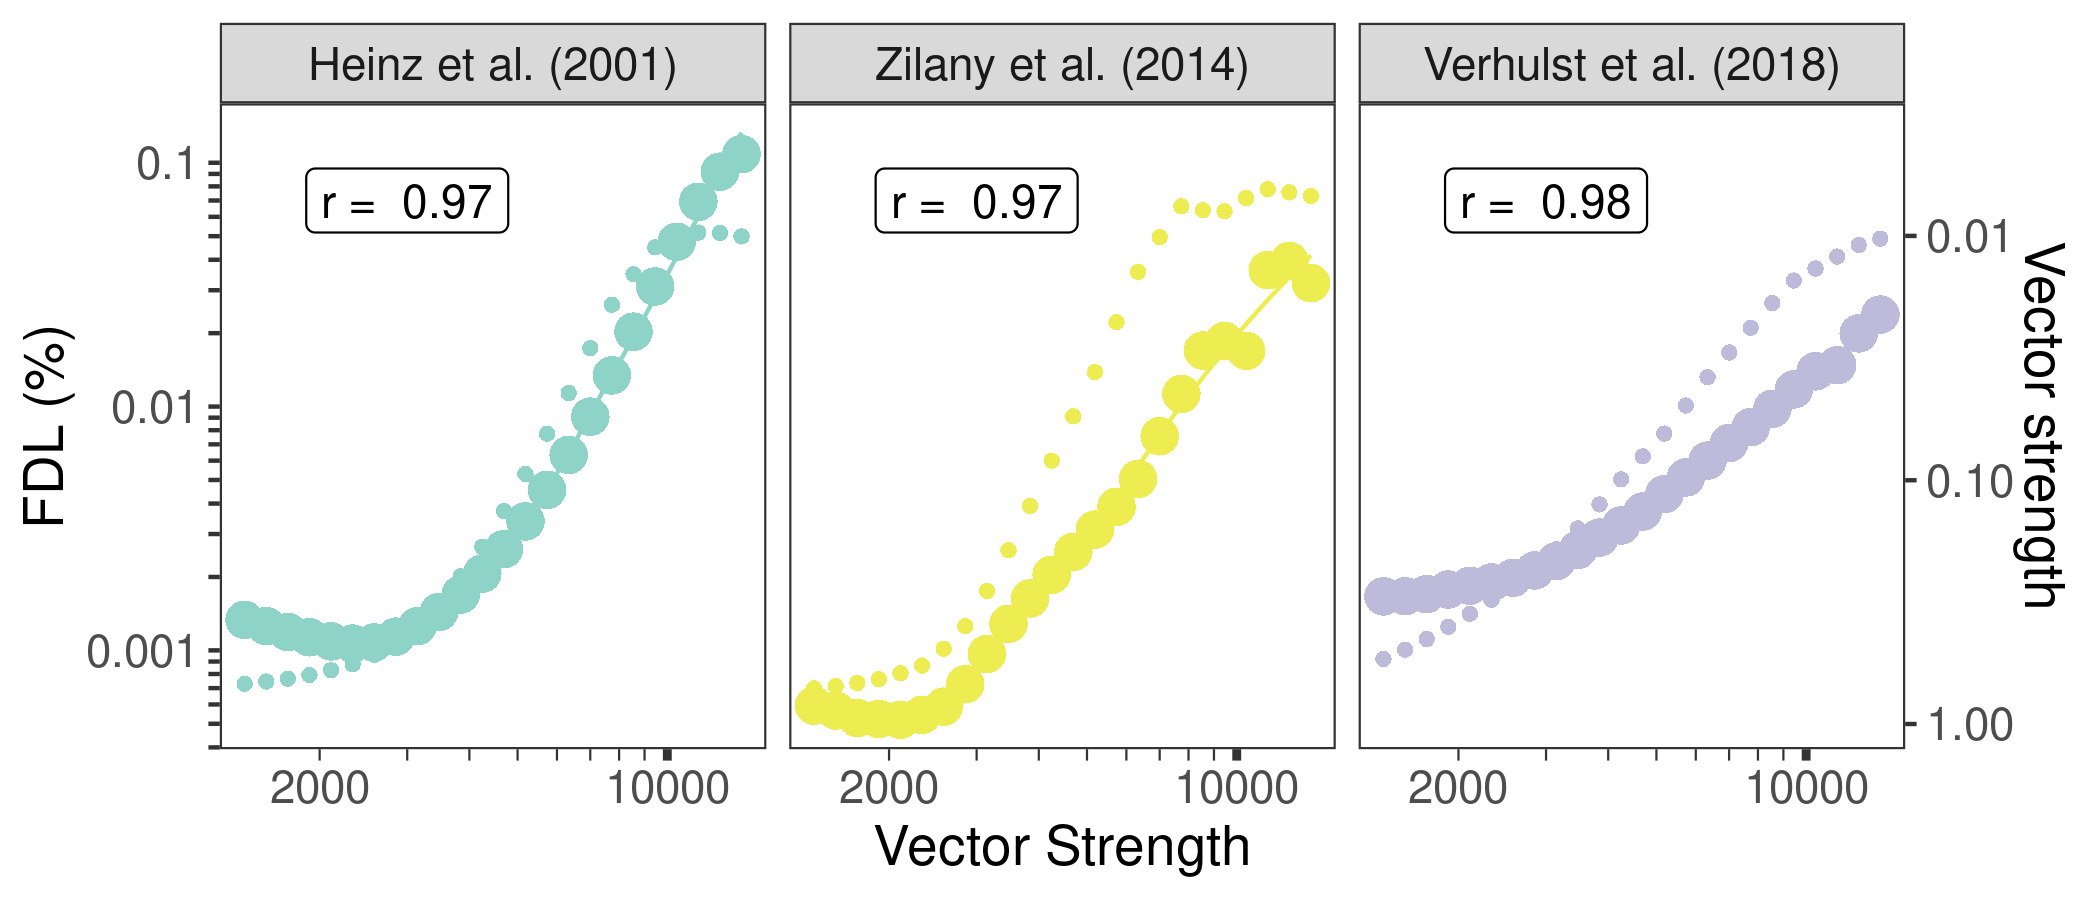 Heinz et al. (2001)
Zilany et al. (2014)
Verhulst et al. (2018)
r = 0.97
r = 0.97
r = 0.98
FDL (%)
0.1
0.01
0.001
0.01
0.10
1.00
Vector strength
2000
10000
2000
10000
2000
10000
Vector Strength